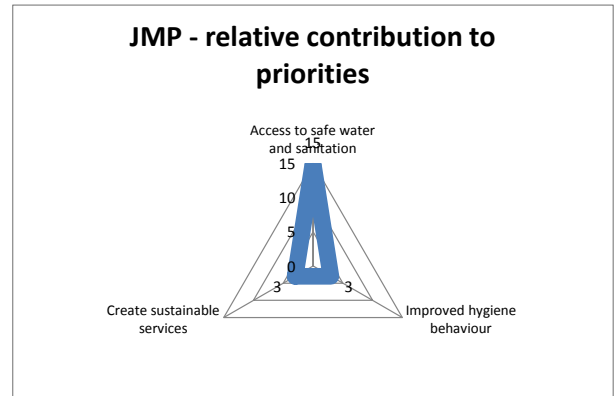 JMP - relative contribution to
priorities
Access to safe water
and sanitation
15
15
10
5
0
3
3
Create sustainable
services
Improved hygiene
behaviour